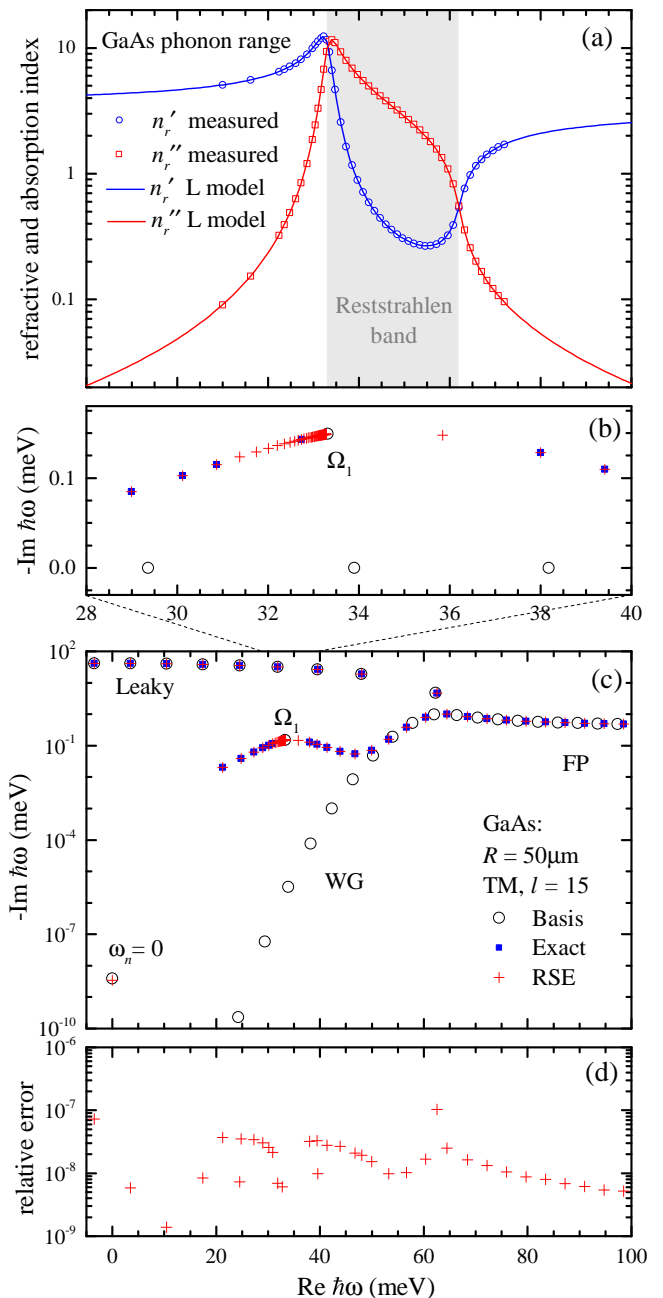 (a)
GaAs phonon range
10
1
0.1
refractive and absorption index
n_r′ measured
n_r″ measured
n_r′ L model
n_r″ L model
Reststrahlen
band
(b)
0.1
0.0
-Im ħω (meV)
Ω₁
28 30 32 34 36 38 40
(c)
10²
10⁻¹
10⁻⁴
10⁻⁷
10⁻¹⁰
-Im ħω (meV)
Leaky
Ω₁
FP
WG
ωₙ = 0
GaAs:
R = 50μm
TM, l = 15
Basis
Exact
RSE
(d)
10⁻⁶
10⁻⁷
10⁻⁸
10⁻⁹
relative error
0 20 40 60 80 100
Re ħω (meV)